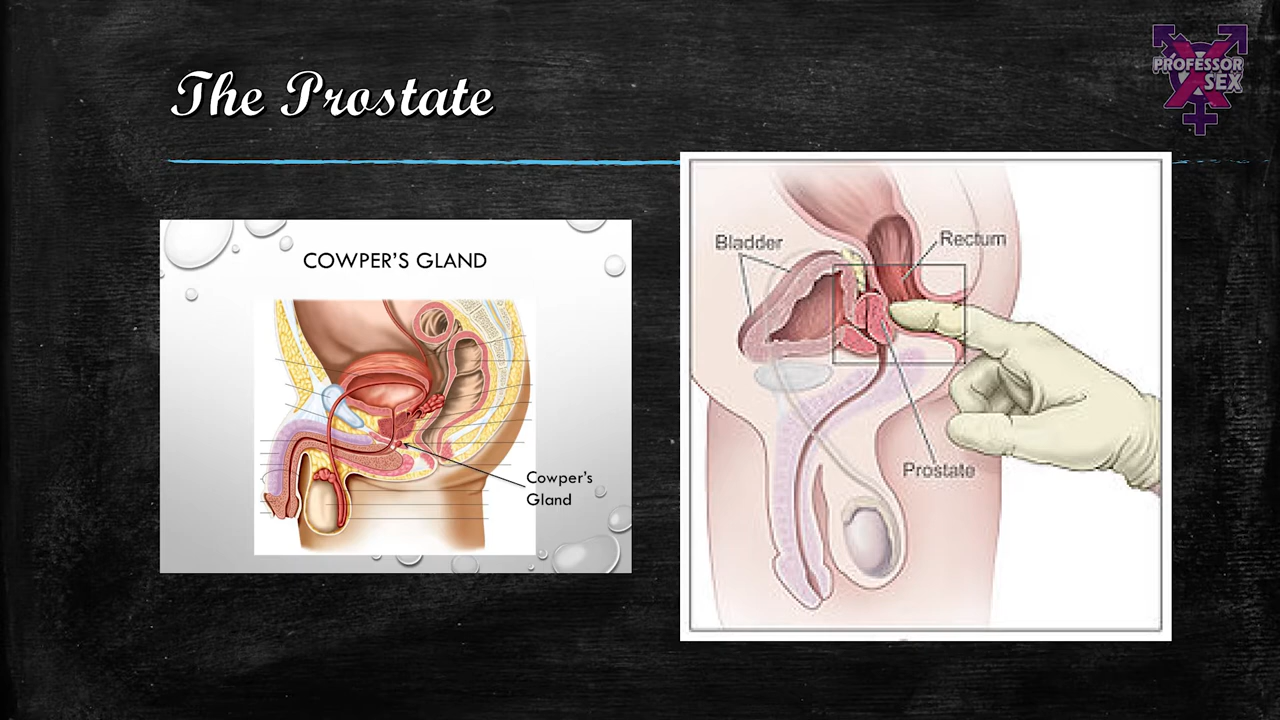 The Prostate
PROFESSOR
SEX
COWPER'S GLAND
Cowper's
Gland
Bladder
Rectum
Prostate